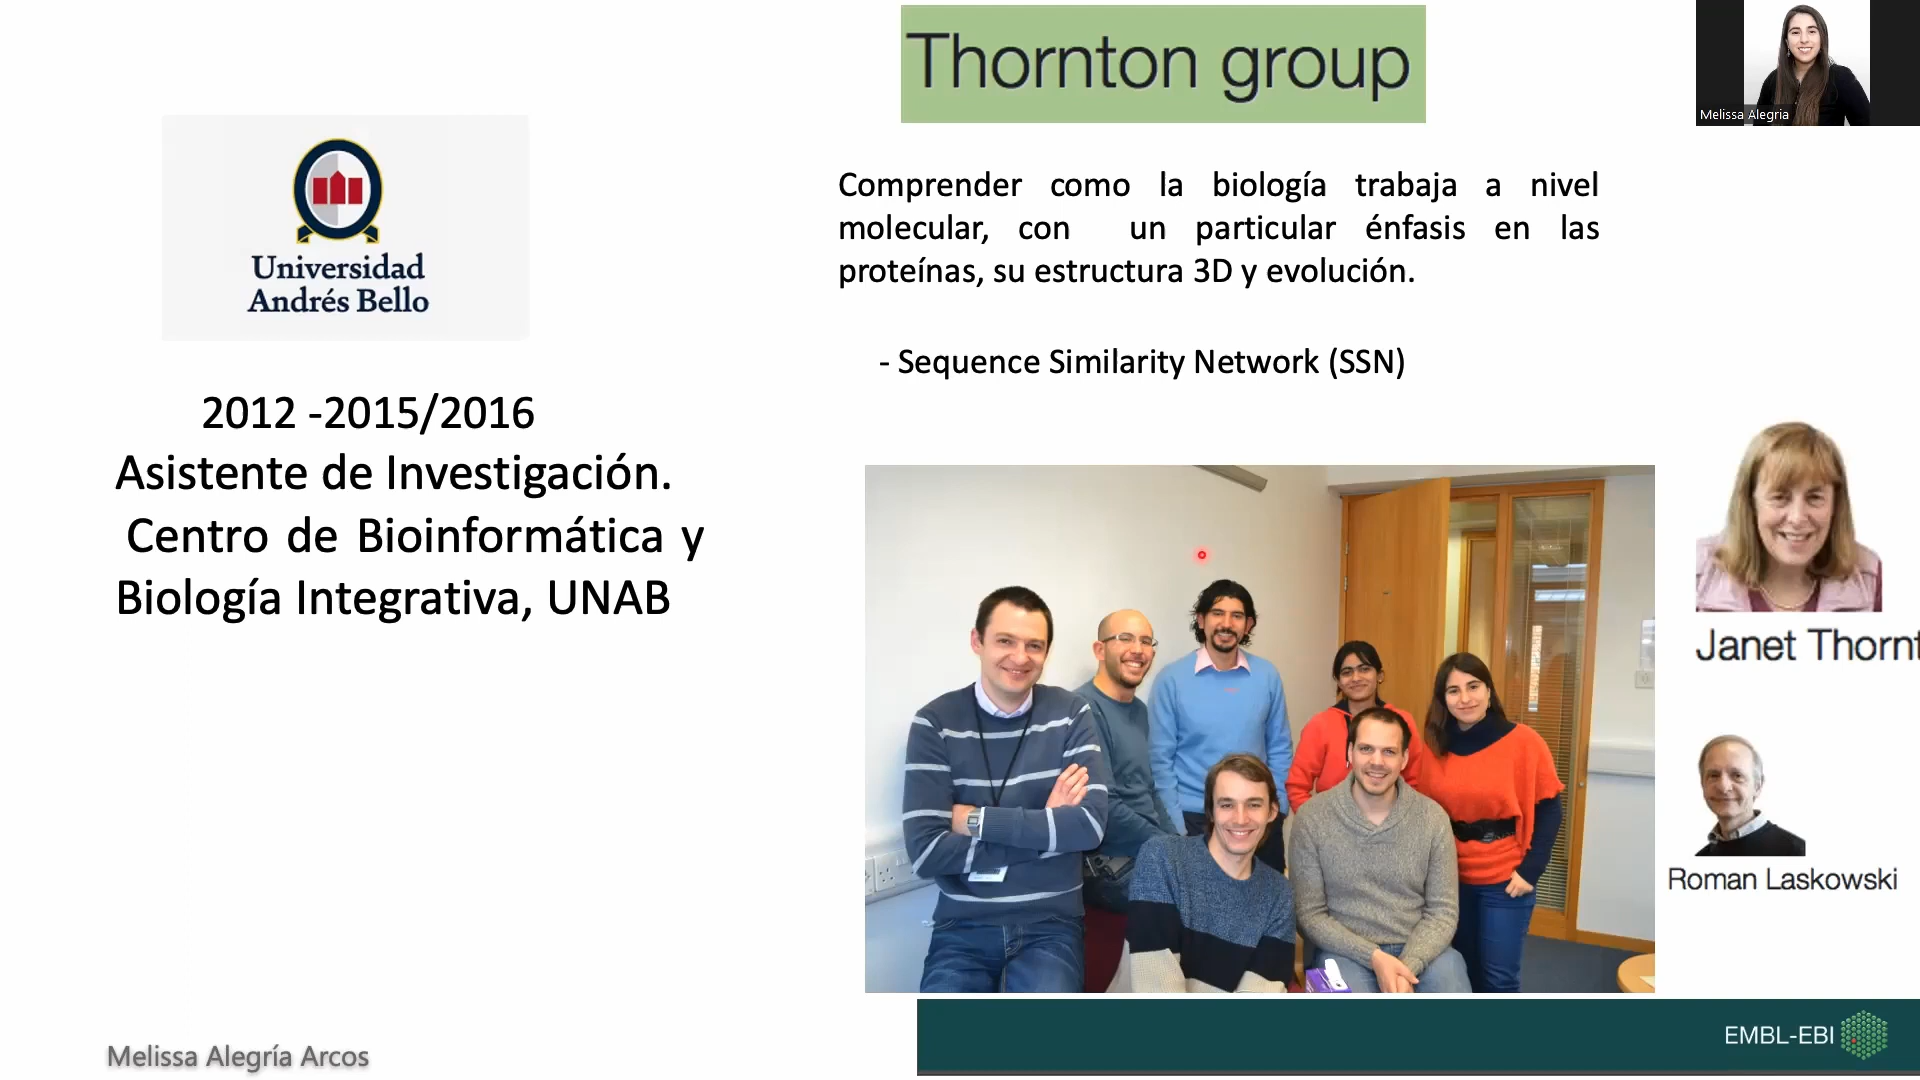 Thornton group
Melissa Alegria
Universidad
Andrés Bello
Comprender como la biología trabaja a nivel
molecular, con un particular énfasis en las
proteínas, su estructura 3D y evolución.
- Sequence Similarity Network (SSN)
2012 -2015/2016
Asistente de Investigación.
Centro de Bioinformática y
Biología Integrativa, UNAB
Janet Thornt
Roman Laskowski
EMBL-EBI
Melissa Alegría Arcos